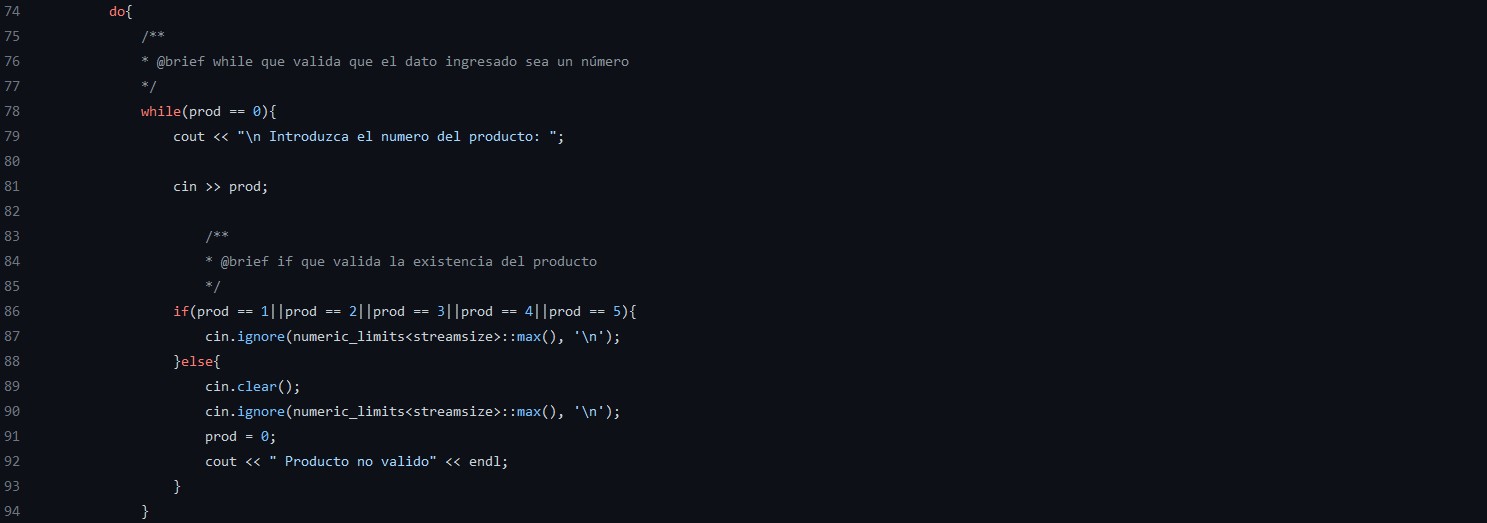 74 do{
75 /**
76 * @brief while que valida que el dato ingresado sea un número
77 */
78 while(prod == 0){
79 cout << "\n Introduzca el numero del producto: ";
80
81 cin >> prod;
82
83 /**
84 * @brief if que valida la existencia del producto
85 */
86 if(prod == 1||prod == 2||prod == 3||prod == 4||prod == 5){
87 cin.ignore(numeric_limits<streamsize>::max(), '\n');
88 }else{
89 cin.clear();
90 cin.ignore(numeric_limits<streamsize>::max(), '\n');
91 prod = 0;
92 cout << " Producto no valido" << endl;
93 }
94 }